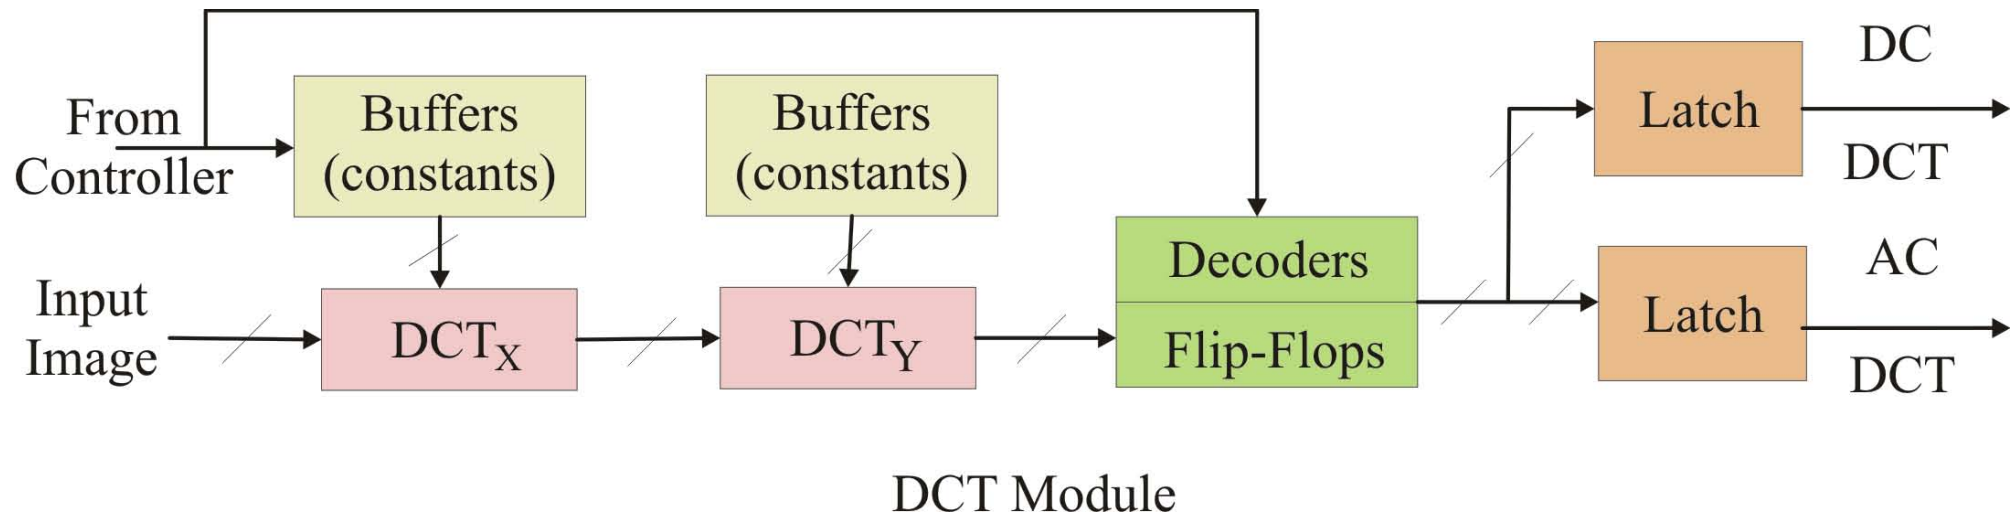 From
Controller
Buffers
(constants)
Buffers
(constants)
Input
Image
DCTX
DCTY
Decoders
Flip-Flops
Latch
DC
DCT
Latch
AC
DCT
DCT Module